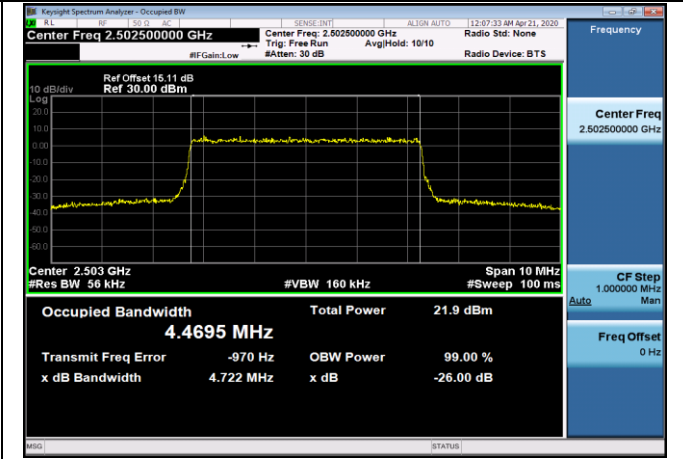 Keysight Spectrum Analyzer - Occupied BW
RL RF 50 Ω AC SENSE:INT ALIGN AUTO 12:07:33 AM Apr 21, 2020
Center Freq 2.502500000 GHz
Center Freq: 2.502500000 GHz Radio Std: None
Trig: Free Run Avg|Hold: 10/10
#IFGain:Low #Atten: 30 dB Radio Device: BTS
Ref Offset 15.11 dB
10 dB/div Ref 30.00 dBm
Log
20.0
10.0
0.00
-10.0
-20.0
-30.0
-40.0
-50.0
-60.0
Center 2.503 GHz Span 10 MHz
#Res BW 56 kHz #VBW 160 kHz #Sweep 100 ms
Occupied Bandwidth Total Power 21.9 dBm
4.4695 MHz
Transmit Freq Error -970 Hz OBW Power 99.00 %
x dB Bandwidth 4.722 MHz x dB -26.00 dB
MSG STATUS
Frequency
Center Freq
2.502500000 GHz
CF Step
1.000000 MHz
Auto Man
Freq Offset
0 Hz